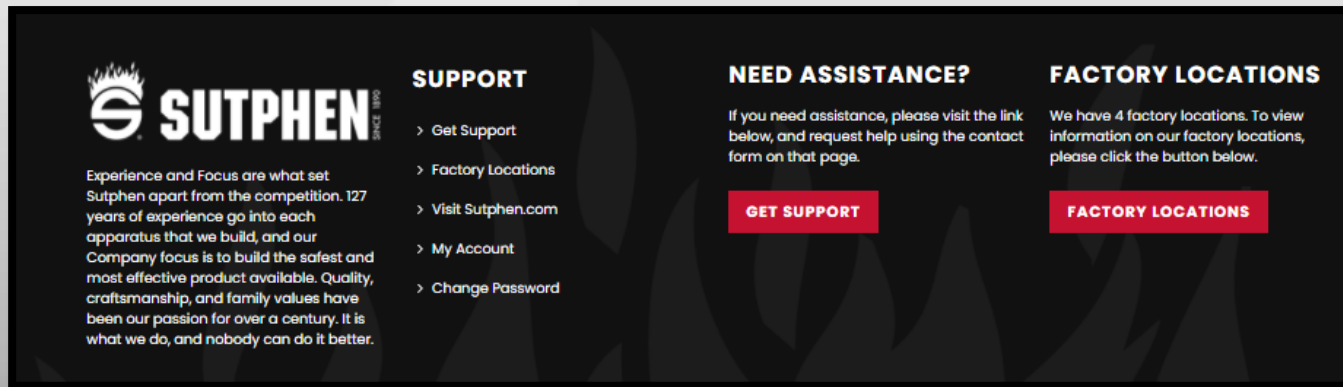 SUTPHEN
SINCE 1890
Experience and Focus are what set
Sutphen apart from the competition. 127
years of experience go into each
apparatus that we build, and our
Company focus is to build the safest and
most effective product available. Quality,
craftsmanship, and family values have
been our passion for over a century. It is
what we do, and nobody can do it better.
SUPPORT
> Get Support
> Factory Locations
> Visit Sutphen.com
> My Account
> Change Password
NEED ASSISTANCE?
If you need assistance, please visit the link
below, and request help using the contact
form on that page.
GET SUPPORT
FACTORY LOCATIONS
We have 4 factory locations. To view
information on our factory locations,
please click the button below.
FACTORY LOCATIONS